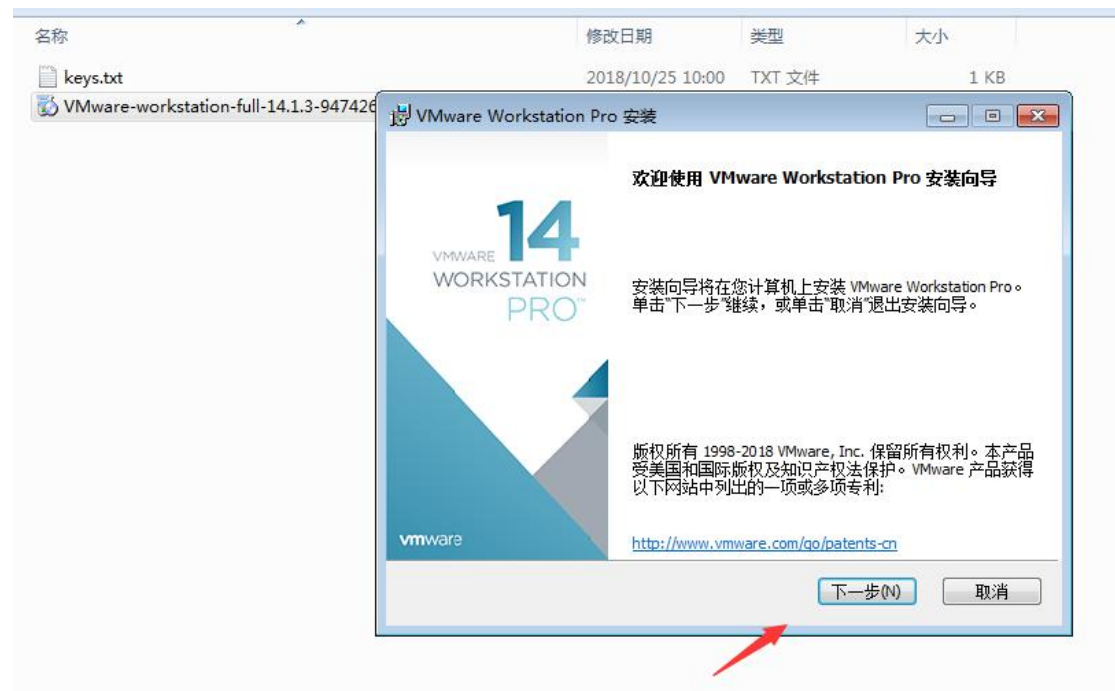 名称 修改日期 类型 大小
keys.txt 2018/10/25 10:00 TXT 文件 1 KB
VMware-workstation-full-14.1.3-947426
VMware Workstation Pro 安装
欢迎使用 VMware Workstation Pro 安装向导
14
VMWARE
WORKSTATION
PRO™
安装向导将在您计算机上安装 VMware Workstation Pro。
单击"下一步"继续，或单击"取消"退出安装向导。
版权所有 1998-2018 VMware, Inc. 保留所有权利。本产品
受美国和国际版权及知识产权法保护。VMware 产品获得
以下网站中列出的一项或多项专利:
vmware
http://www.vmware.com/go/patents-cn
下一步(N) 取消